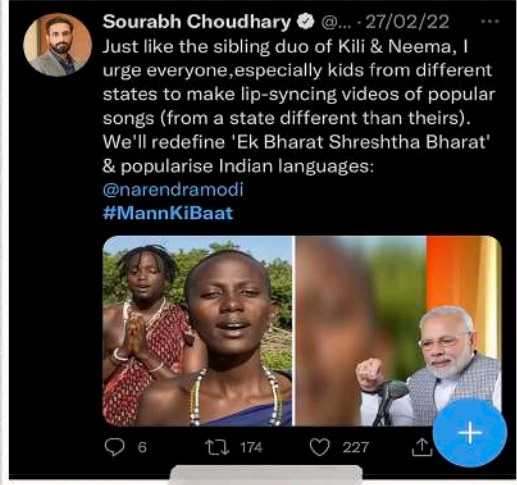 Sourabh Choudhary @... · 27/02/22
Just like the sibling duo of Kili & Neema, I
urge everyone,especially kids from different
states to make lip-syncing videos of popular
songs (from a state different than theirs).
We'll redefine 'Ek Bharat Shreshtha Bharat'
& popularise Indian languages:
@narendramodi
#MannKiBaat
6 174 227